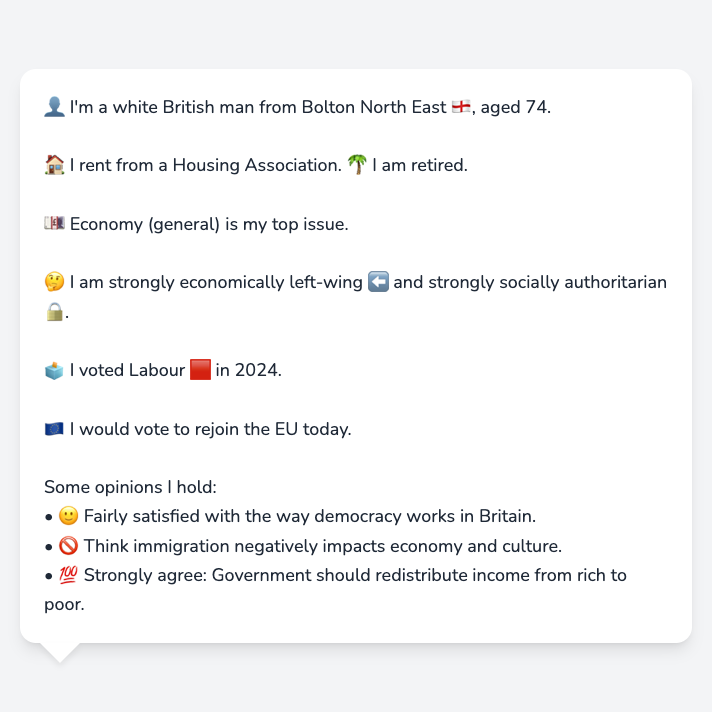 👤 I'm a white British man from Bolton North East 🏴󠁧󠁢󠁥󠁮󠁧󠁿, aged 74.
🏠 I rent from a Housing Association. 🌴 I am retired.
💷 Economy (general) is my top issue.
🤔 I am strongly economically left-wing ⬅️ and strongly socially authoritarian
🔒.
🗳️ I voted Labour 🟥 in 2024.
🇪🇺 I would vote to rejoin the EU today.
Some opinions I hold:
• 🙂 Fairly satisfied with the way democracy works in Britain.
• 🚫 Think immigration negatively impacts economy and culture.
• 💯 Strongly agree: Government should redistribute income from rich to
poor.